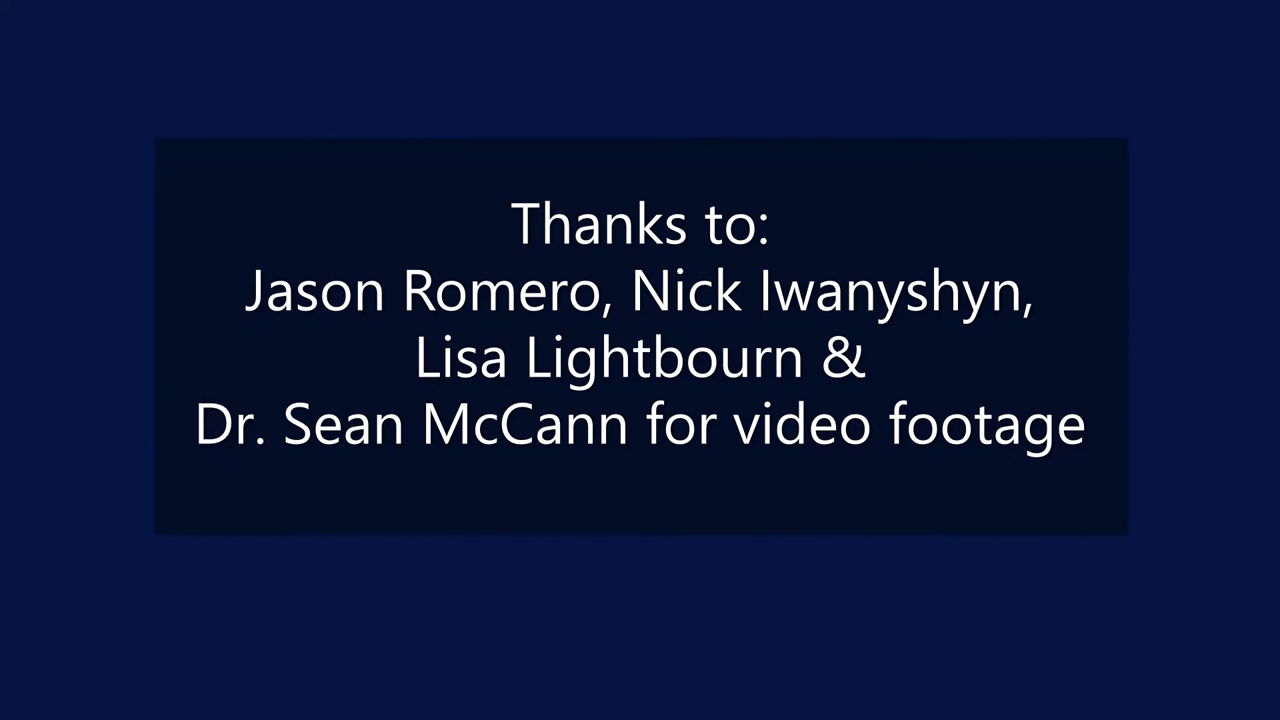 Thanks to:
Jason Romero, Nick Iwanyshyn,
Lisa Lightbourn &
Dr. Sean McCann for video footage